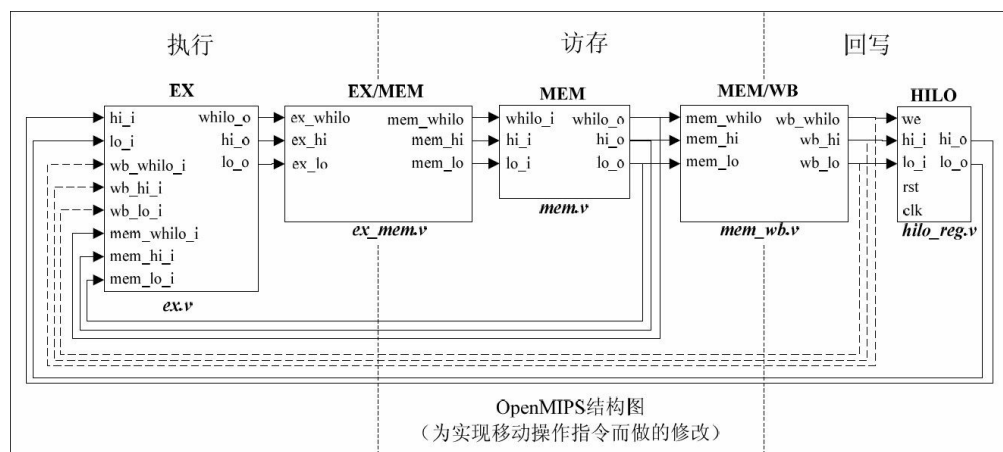 执行 访存 回写
EX EX/MEM MEM MEM/WB HILO
hi_i whilo_o ex_whilo mem_whilo whilo_i whilo_o mem_whilo wb_whilo we
lo_i hi_o ex_hi mem_hi hi_i hi_o mem_hi wb_hi hi_i hi_o
wb_whilo_i lo_o ex_lo mem_lo lo_i lo_o mem_lo wb_lo lo_i lo_o
wb_hi_i rst
wb_lo_i clk
mem.v
mem_whilo_i ex_mem.v mem_wb.v hilo_reg.v
mem_hi_i
mem_lo_i
ex.v
OpenMIPS结构图
（为实现移动操作指令而做的修改）